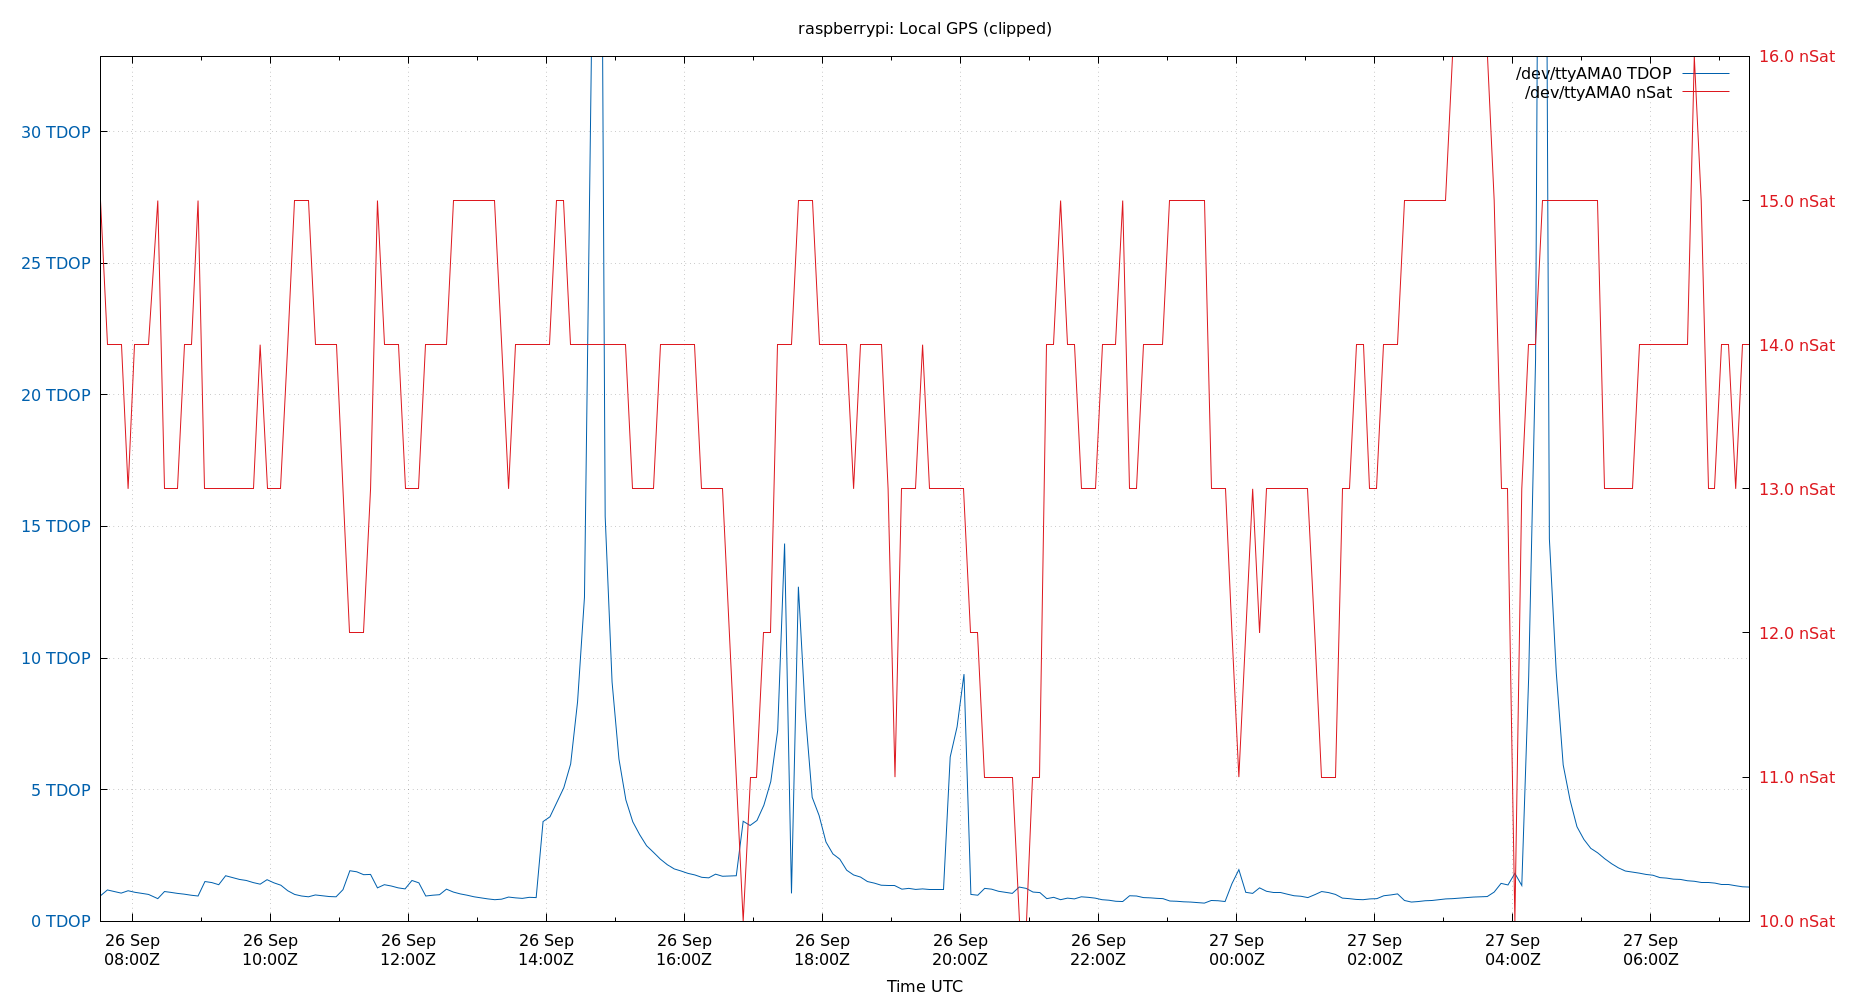 raspberrypi: Local GPS (clipped)
/dev/ttyAMA0 TDOP
/dev/ttyAMA0 nSat
30 TDOP
25 TDOP
20 TDOP
15 TDOP
10 TDOP
5 TDOP
0 TDOP
16.0 nSat
15.0 nSat
14.0 nSat
13.0 nSat
12.0 nSat
11.0 nSat
10.0 nSat
26 Sep
08:00Z
26 Sep
10:00Z
26 Sep
12:00Z
26 Sep
14:00Z
26 Sep
16:00Z
26 Sep
18:00Z
26 Sep
20:00Z
26 Sep
22:00Z
27 Sep
00:00Z
27 Sep
02:00Z
27 Sep
04:00Z
27 Sep
06:00Z
Time UTC